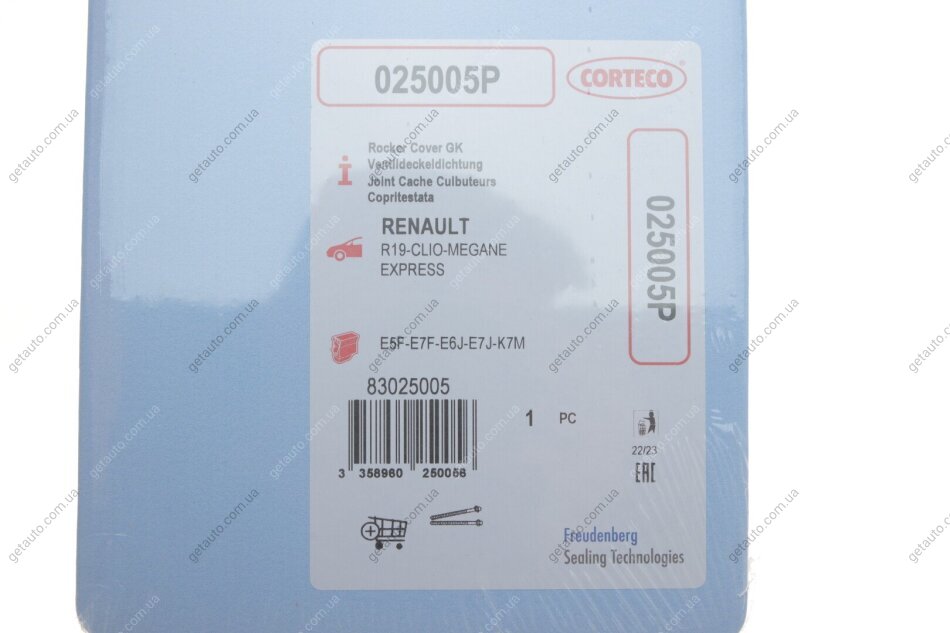 025005P
CORTECO®
Rocker Cover GK
Ventildeckeldichtung
Joint Cache Culbuteurs
Copritestata
RENAULT
R19-CLIO-MEGANE
EXPRESS
025005P
E5F-E7F-E6J-E7J-K7M
83025005
1 PC
22/23
EAC
3 358960 250056
Freudenberg
Sealing Technologies
getauto.com.ua